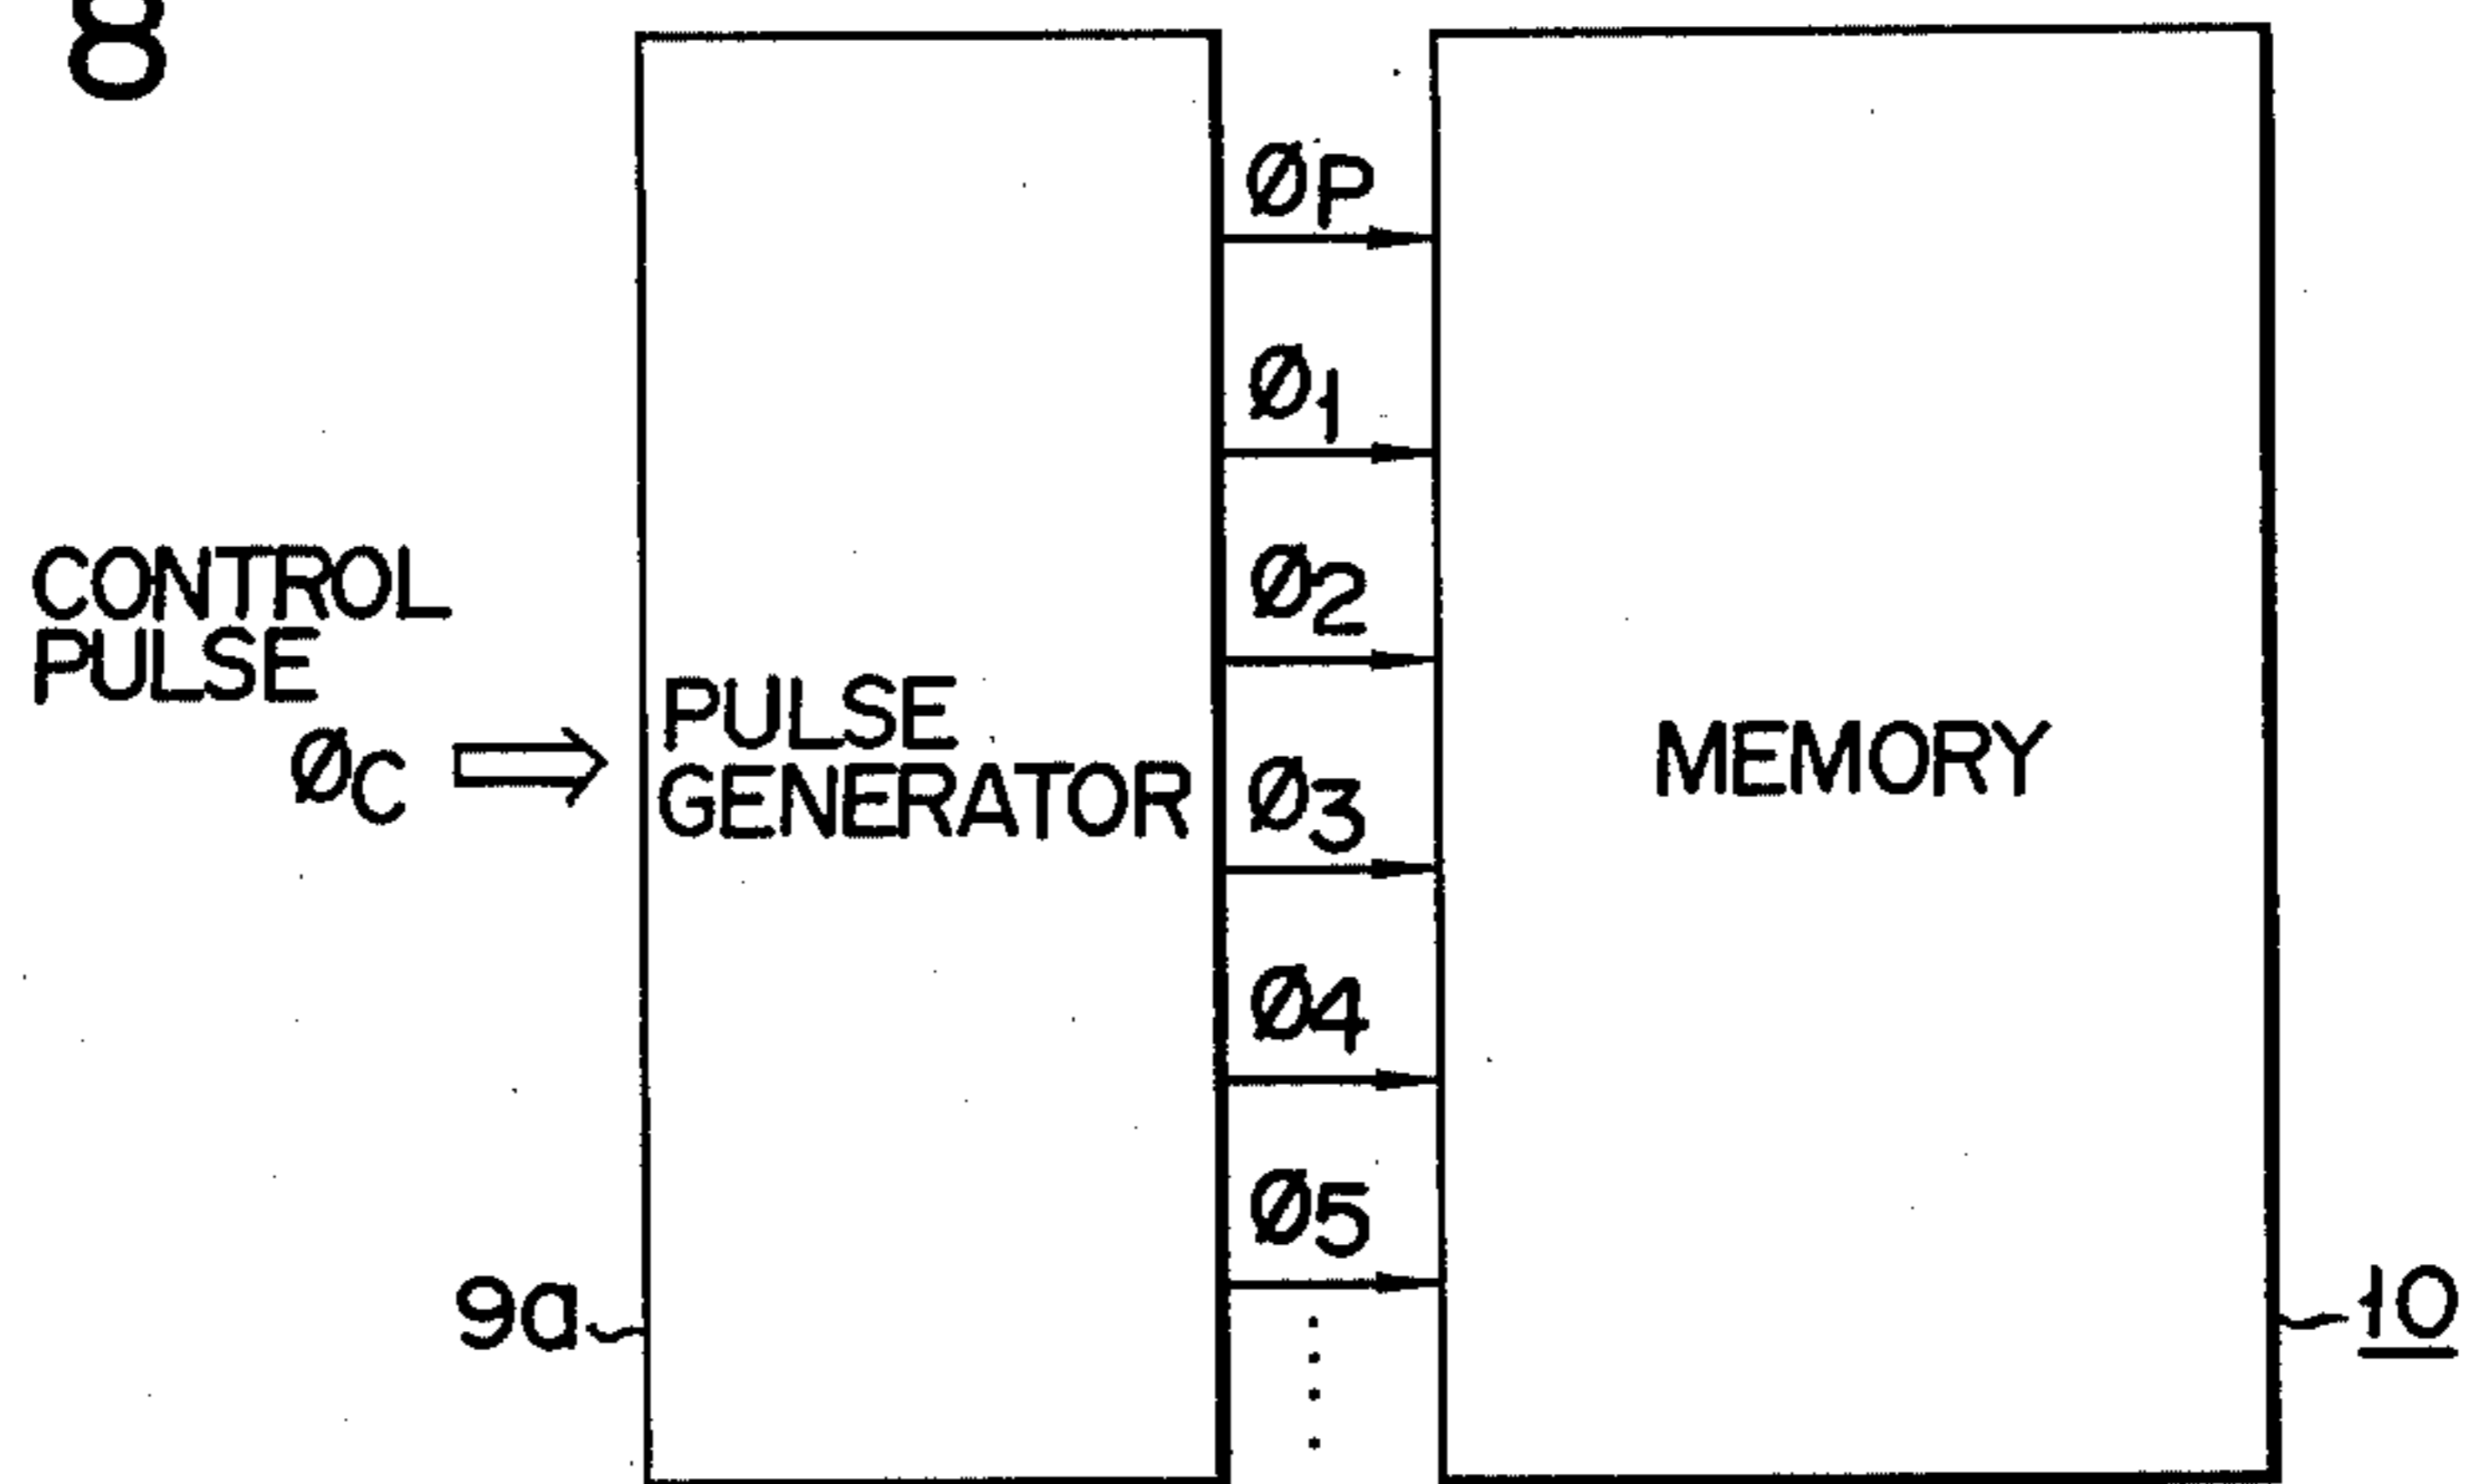 8
ØP
Ø1
Ø2
CONTROL
PULSE
ØC
PULSE
GENERATOR
Ø3
MEMORY
Ø4
Ø5
9a
10